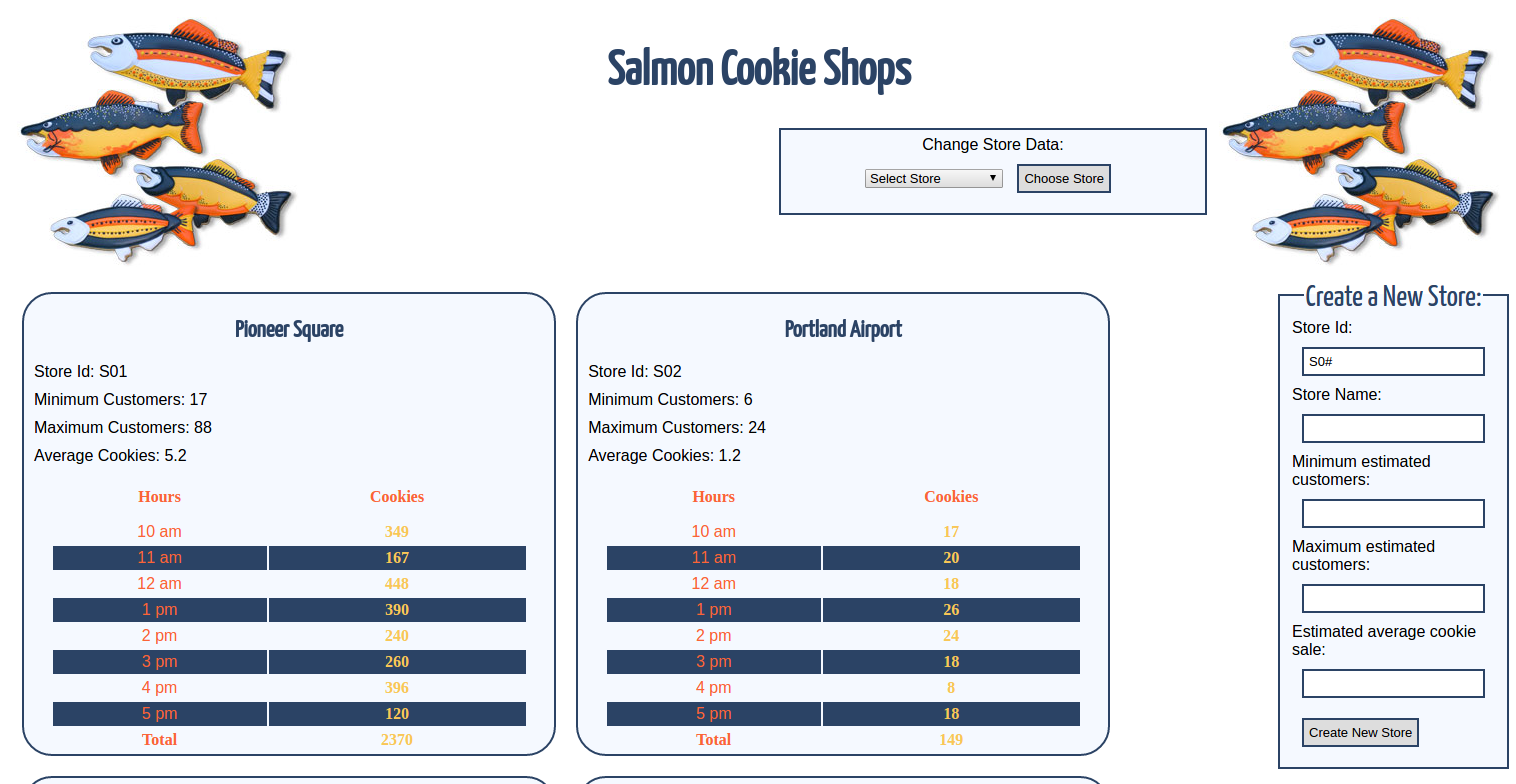 Salmon Cookie Shops
Change Store Data:
Select Store
Choose Store
Pioneer Square
Store Id: S01
Minimum Customers: 17
Maximum Customers: 88
Average Cookies: 5.2
Hours Cookies
10 am 349
11 am 167
12 am 448
1 pm 390
2 pm 240
3 pm 260
4 pm 396
5 pm 120
Total 2370
Portland Airport
Store Id: S02
Minimum Customers: 6
Maximum Customers: 24
Average Cookies: 1.2
Hours Cookies
10 am 17
11 am 20
12 am 18
1 pm 26
2 pm 24
3 pm 18
4 pm 8
5 pm 18
Total 149
Create a New Store:
Store Id:
S0#
Store Name:
Minimum estimated
customers:
Maximum estimated
customers:
Estimated average cookie
sale:
Create New Store